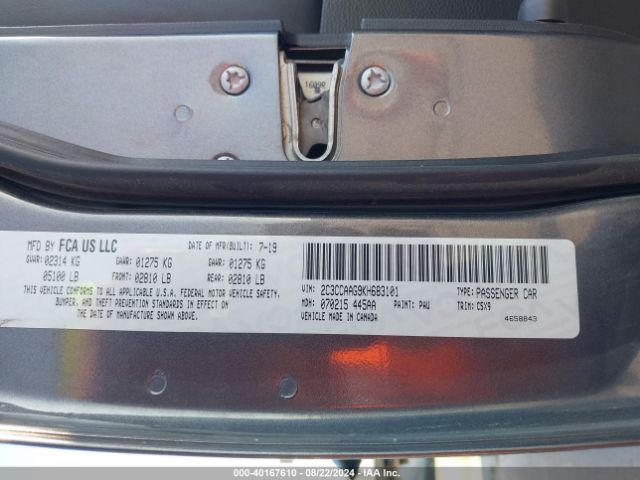 1609R
MFD BY FCA US LLC DATE OF MFR(BUILT): 7-19
GVWR: 02314 KG GAWR: 01275 KG GAWR: 01275 KG
05100 LB FRONT: 02810 LB REAR: 02810 LB
THIS VEHICLE CONFORMS TO ALL APPLICABLE U.S.A. FEDERAL MOTOR VEHICLE SAFETY,
BUMPER, AND THEFT PREVENTION STANDARDS IN EFFECT ON
THE DATE OF MANUFACTURE SHOWN ABOVE.
VIN: 2C3CCAAG9KH683101 TYPE: PASSENGER CAR
MDH: 070215 445AA PAINT: PAU TRIM: C5X9
VEHICLE MADE IN CANADA 4658843
000-40167610 - 08/22/2024 - IAA Inc.